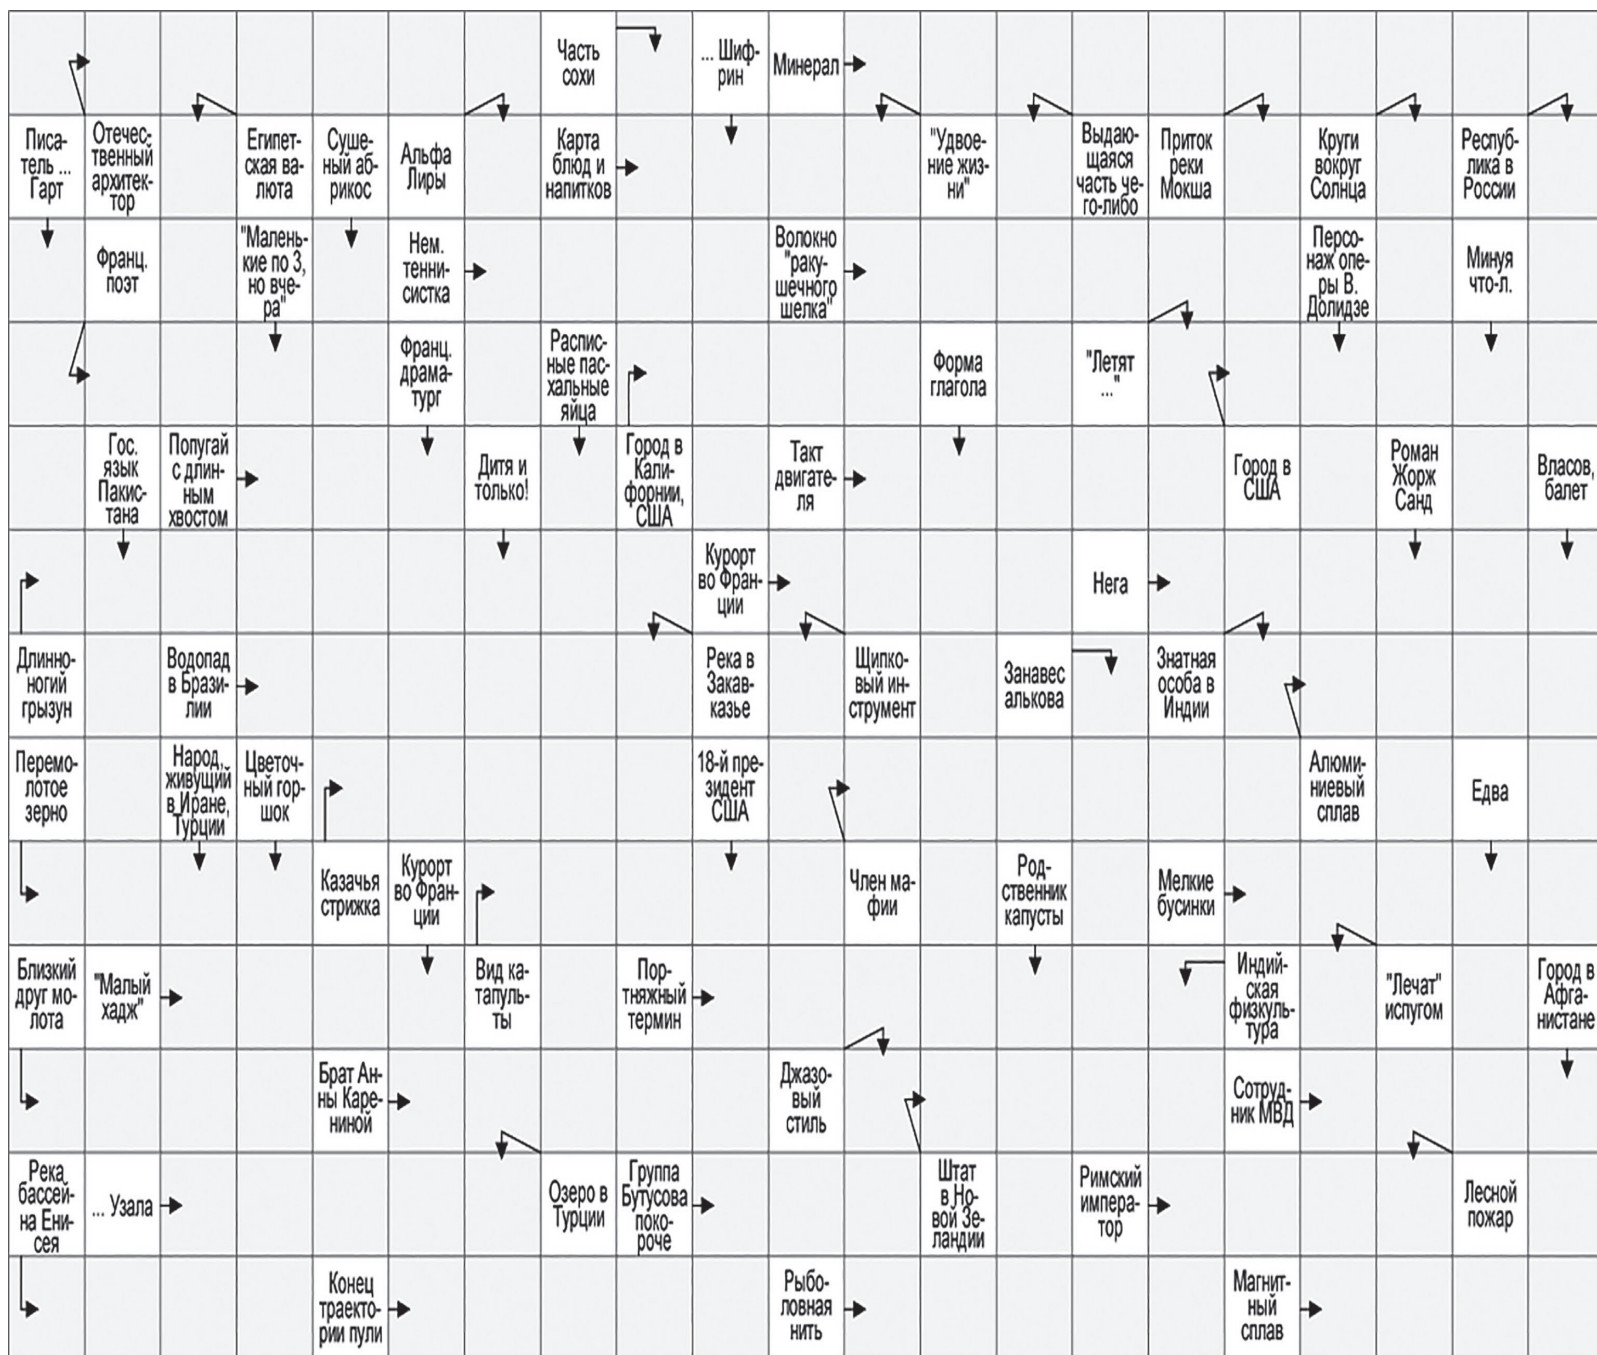 Часть
сохи
... Шиф-
рин
Минерал
Писа-
тель ...
Гарт
Отечес-
твенный
архитек-
тор
Египет-
ская ва-
люта
Суше-
ный аб-
рикос
Альфа
Лиры
Карта
блюд и
напитков
"Удвое-
ние жиз-
ни"
Выдаю-
щаяся
часть че-
го-либо
Приток
реки
Мокша
Круги
вокруг
Солнца
Респуб-
лика в
России
Франц.
поэт
"Малень-
кие по 3,
но вче-
ра"
Нем.
тенни-
систка
Волокно
"раку-
шечного
шелка"
Персо-
наж опе-
ры В.
Долидзе
Минуя
что-л.
Франц.
драма-
тург
Распис-
ные пас-
хальные
яйца
Форма
глагола
"Летят
..."
Гос.
язык
Пакис-
тана
Попугай
с длин-
ным
хвостом
Дитя и
только!
Город в
Кали-
форнии,
США
Такт
двигате-
ля
Город в
США
Роман
Жорж
Санд
Власов,
балет
Курорт
во Фран-
ции
Нега
Длинно-
ногий
грызун
Водопад
в Брази-
лии
Река в
Закав-
казье
Щипко-
вый ин-
струмент
Занавес
алькова
Знатная
особа в
Индии
Перемо-
лотое
зерно
Народ,
живущий
в Иране,
Турции
Цветоч-
ный гор-
шок
18-й пре-
зидент
США
Алюми-
ниевый
сплав
Едва
Казачья
стрижка
Курорт
во Фран-
ции
Член ма-
фии
Род-
ственник
капусты
Мелкие
бусинки
Близкий
друг мо-
лота
"Малый
хадж"
Вид ка-
тапуль-
ты
Пор-
тняжный
термин
Индий-
ская
физкуль-
тура
"Лечат"
испугом
Город в
Афга-
нистане
Брат Ан-
ны Каре-
ниной
Джазо-
вый
стиль
Сотруд-
ник МВД
Река
бассей-
на Ени-
сея
... Узала
Озеро в
Турции
Группа
Бутусова
поко-
роче
Штат
в Но-
вой Зе-
ландии
Римский
импера-
тор
Лесной
пожар
Конец
траекто-
рии пули
Рыбо-
ловная
нить
Магнит-
ный
сплав